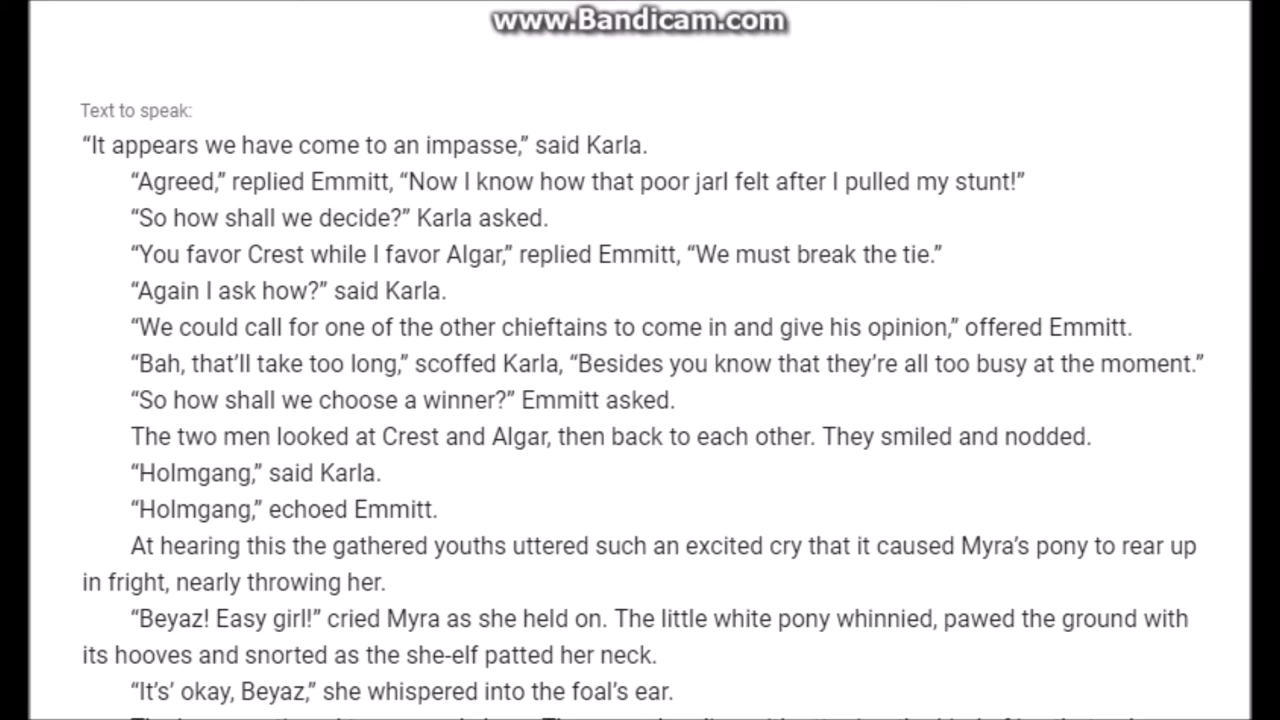 www.Bandicam.com
Text to speak:
“It appears we have come to an impasse,” said Karla.
“Agreed,” replied Emmitt, “Now I know how that poor jarl felt after I pulled my stunt!”
“So how shall we decide?” Karla asked.
“You favor Crest while I favor Algar,” replied Emmitt, “We must break the tie.”
“Again I ask how?” said Karla.
“We could call for one of the other chieftains to come in and give his opinion,” offered Emmitt.
“Bah, that’ll take too long,” scoffed Karla, “Besides you know that they’re all too busy at the moment.”
“So how shall we choose a winner?” Emmitt asked.
The two men looked at Crest and Algar, then back to each other. They smiled and nodded.
“Holmgang,” said Karla.
“Holmgang,” echoed Emmitt.
At hearing this the gathered youths uttered such an excited cry that it caused Myra’s pony to rear up
in fright, nearly throwing her.
“Beyaz! Easy girl!” cried Myra as she held on. The little white pony whinnied, pawed the ground with
its hooves and snorted as the she-elf patted her neck.
“It’s’ okay, Beyaz,” she whispered into the foal’s ear.